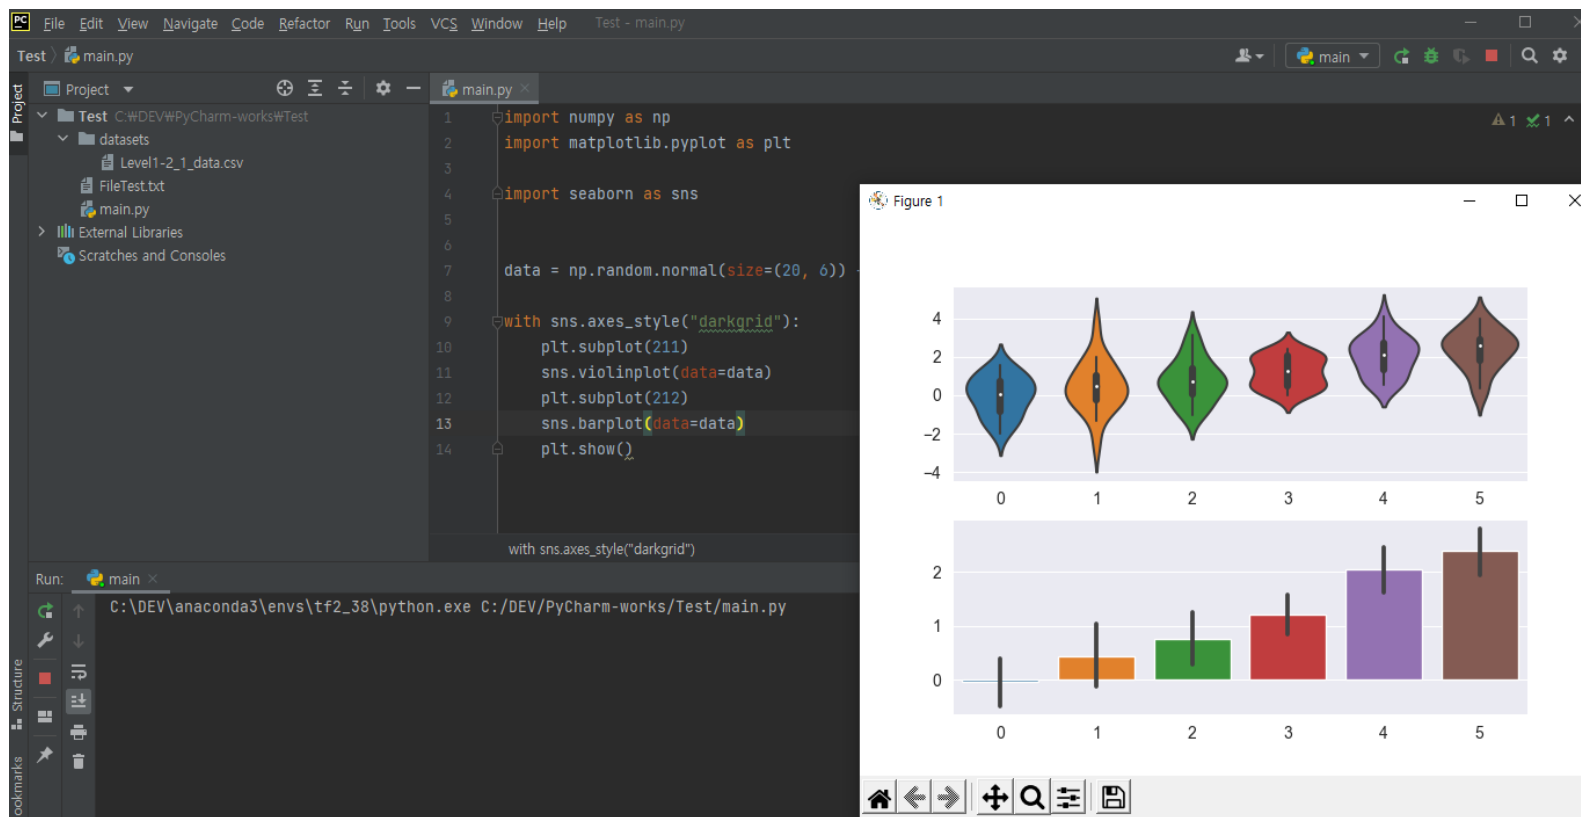 PC File Edit View Navigate Code Refactor Run Tools VCS Window Help Test - main.py
Test main.py
main
Project
Project
main.py
Test C:₩DEV₩PyCharm-works₩Test
datasets
Level1-2_1_data.csv
FileTest.txt
main.py
External Libraries
Scratches and Consoles
1 import numpy as np
2 import matplotlib.pyplot as plt
3
4 import seaborn as sns
5
6
7 data = np.random.normal(size=(20, 6))
8
9 with sns.axes_style("darkgrid"):
10 plt.subplot(211)
11 sns.violinplot(data=data)
12 plt.subplot(212)
13 sns.barplot(data=data)
14 plt.show()
1 1
with sns.axes_style("darkgrid")
Run: main
C:\DEV\anaconda3\envs\tf2_38\python.exe C:/DEV/PyCharm-works/Test/main.py
Structure
Figure 1
4
2
0
−2
−4
0 1 2 3 4 5
2
1
0
0 1 2 3 4 5